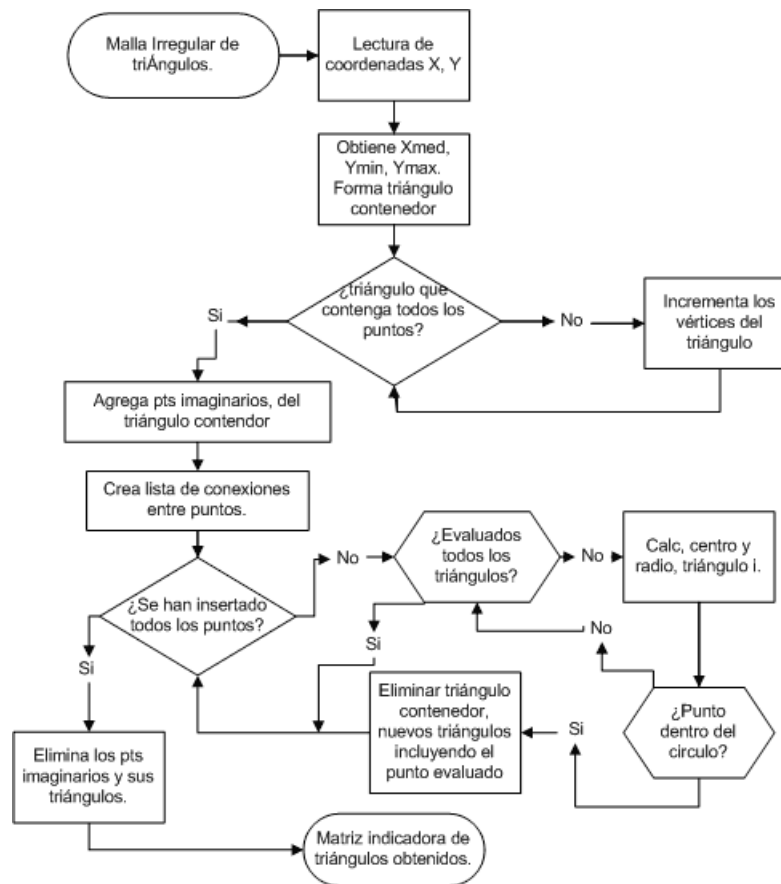 Malla Irregular de
triÁngulos.
Lectura de
coordenadas X, Y
Obtiene Xmed,
Ymin, Ymax.
Forma triángulo
contenedor
¿triángulo que
contenga todos los
puntos?
Si
No
Incrementa los
vértices del
triángulo
Agrega pts imaginarios, del
triángulo contendor
Crea lista de conexiones
entre puntos.
¿Se han insertado
todos los puntos?
No
¿Evaluados
todos los
triángulos?
No
Calc, centro y
radio, triángulo i.
Si
No
Si
¿Punto
dentro del
circulo?
Si
Eliminar triángulo
contenedor,
nuevos triángulos
incluyendo el
punto evaluado
Elimina los pts
imaginarios y sus
triángulos.
Matriz indicadora de
triángulos obtenidos.